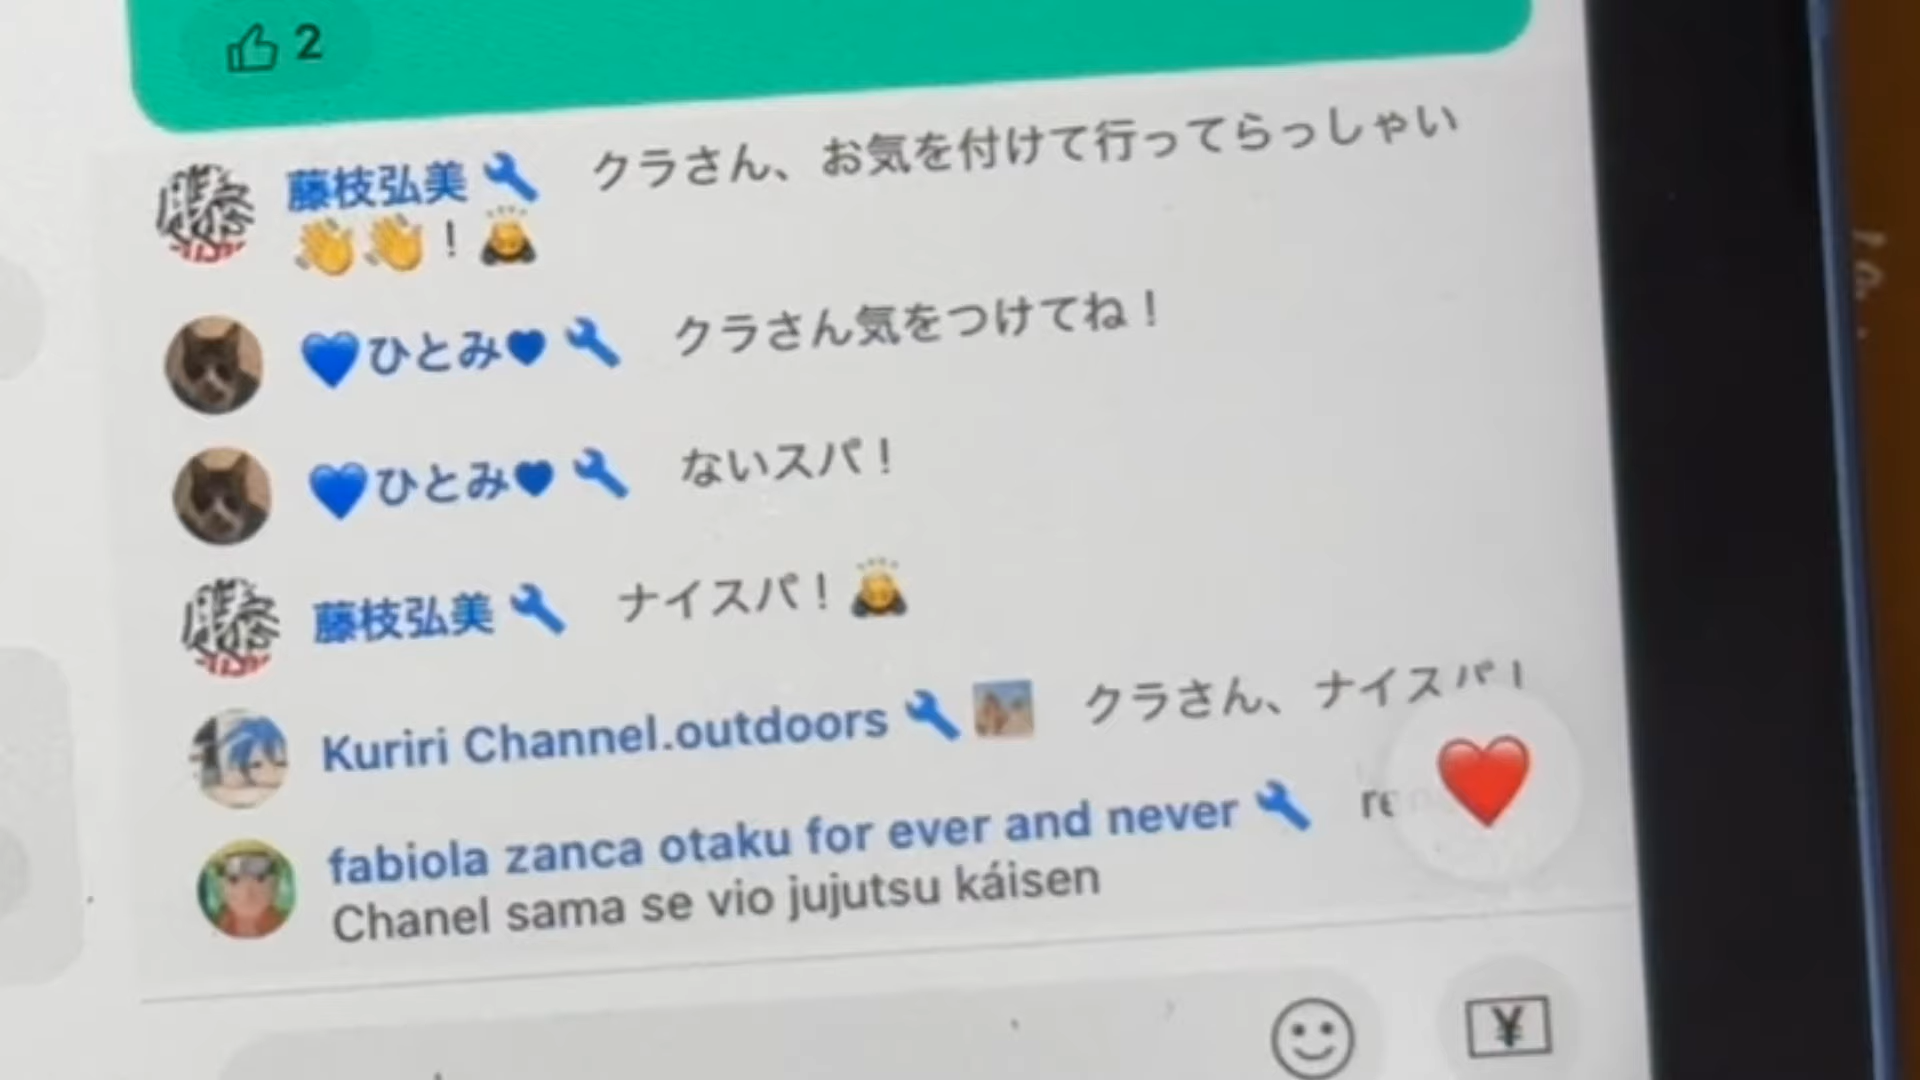 2
藤枝弘美 クラさん、お気を付けて行ってらっしゃい
！
ひとみ クラさん気をつけてね！
ひとみ ないスパ！
藤枝弘美 ナイスパ！
Kuriri Channel.outdoors クラさん、ナイスパ！
fabiola zanca otaku for ever and never
Chanel sama se vio jujutsu káisen
¥